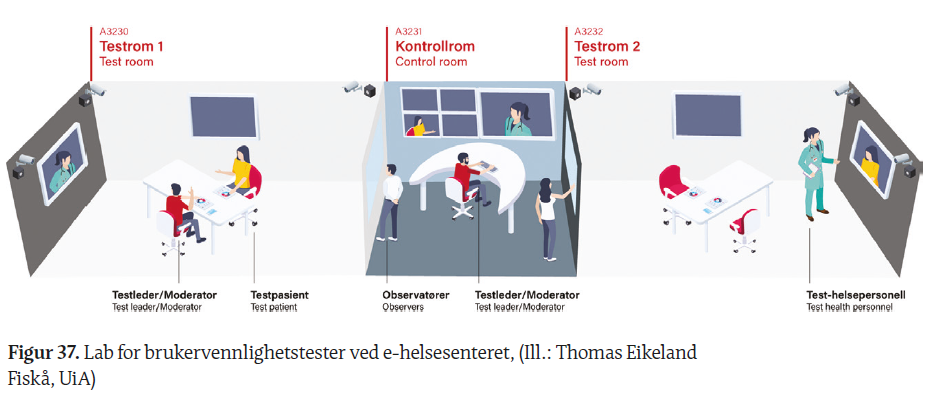 A3230
Testrom 1
Test room
A3231
Kontrollrom
Control room
A3232
Testrom 2
Test room
Testleder/Moderator
Test leader/Moderator
Testpasient
Test patient
Observatører
Observers
Testleder/Moderator
Test leader/Moderator
Test-helsepersonell
Test health personnel
Figur 37. Lab for brukervennlighetstester ved e-helsesenteret, (Ill.: Thomas Eikeland
Fiskå, UiA)